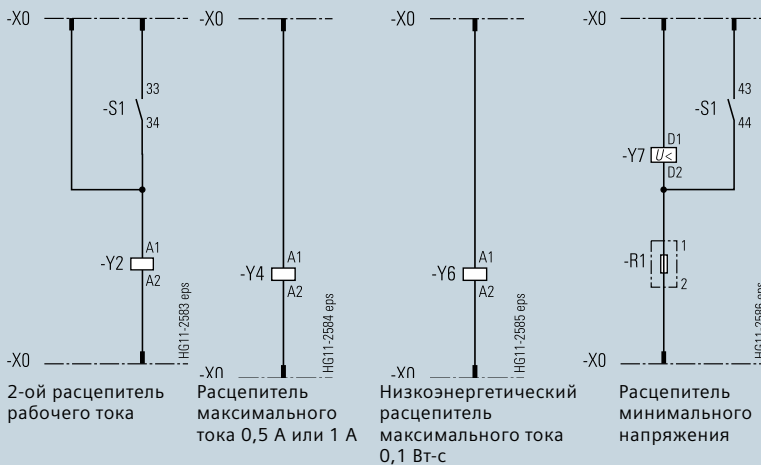 -X0
-X0
-X0
-X0
33
-S1
34
43
-S1
44
D1
-Y7
U<
D2
A1
-Y2
A2
A1
-Y4
A2
A1
-Y6
A2
1
-R1
2
HG11-2583 eps
HG11-2584 eps
HG11-2585 eps
HG11-2586 eps
-X0
-X0
-X0
-X0
2-ой расцепитель
рабочего тока
Расцепитель
максимального
тока 0,5 А или 1 А
Низкоэнергетический
расцепитель
максимального тока
0,1 Вт-с
Расцепитель
минимального
напряжения